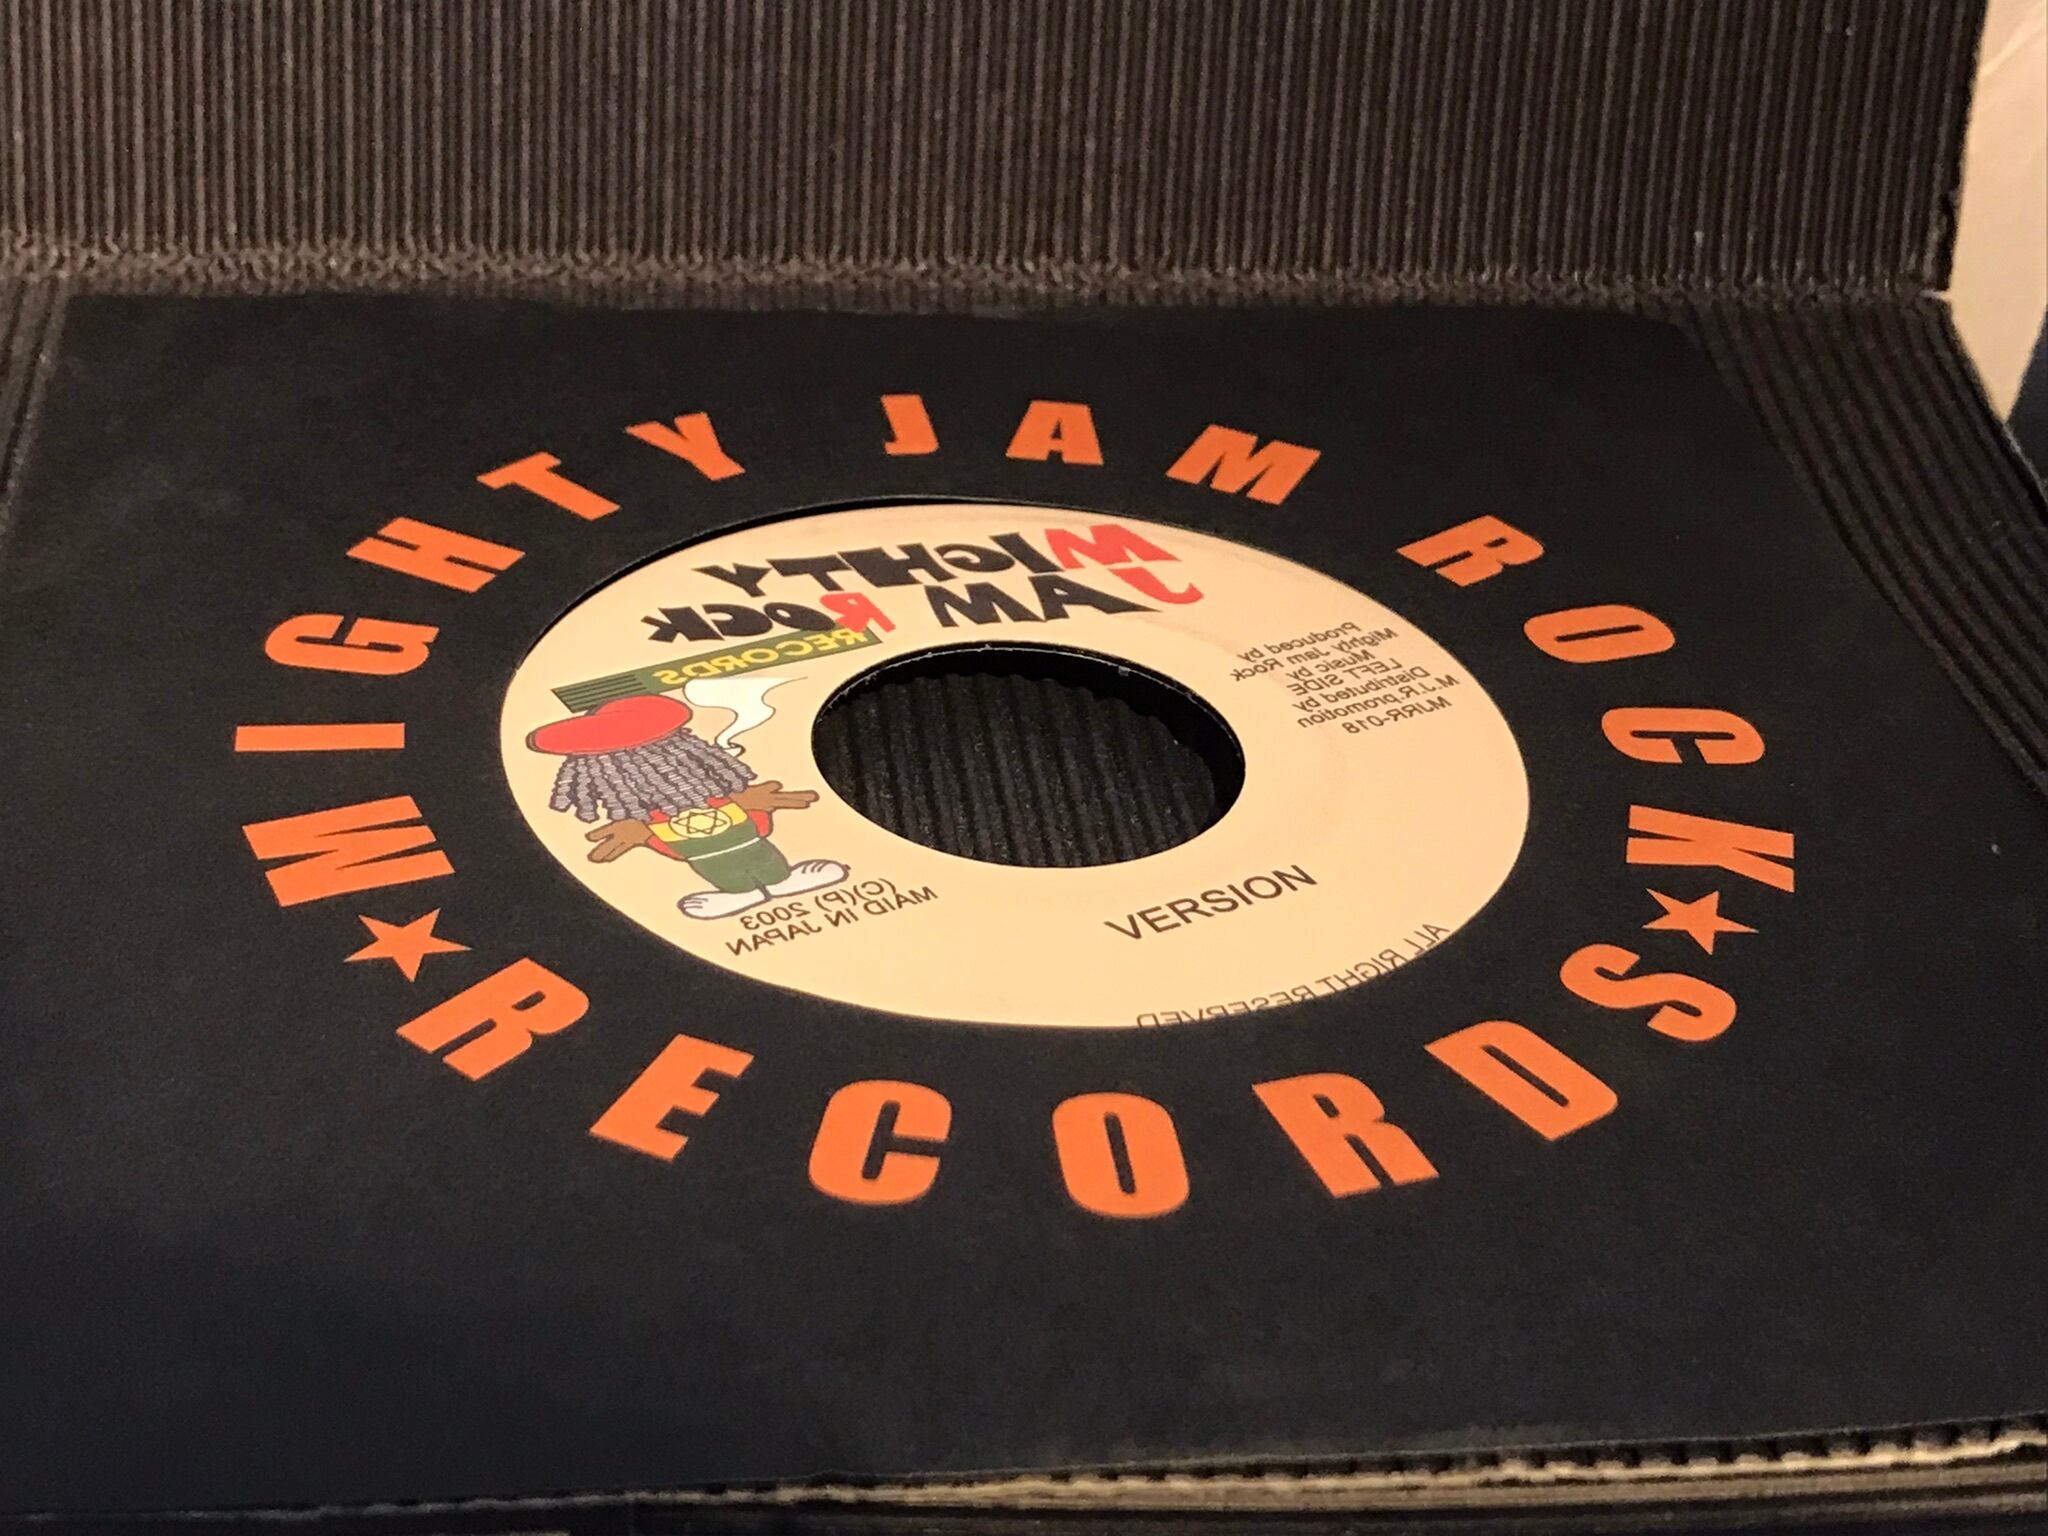 MIGHTY JAM ROCK
RECORDS
MIGHTY
JAM ROCK
RECORDS
Produced by
Mighty Jam Rock
Music by
LEFT SIDE
Distributed by
M.J.R.promotion
MJRR-018
(C)(P) 2003
MAID IN JAPAN
VERSION
ALL RIGHT RESERVED